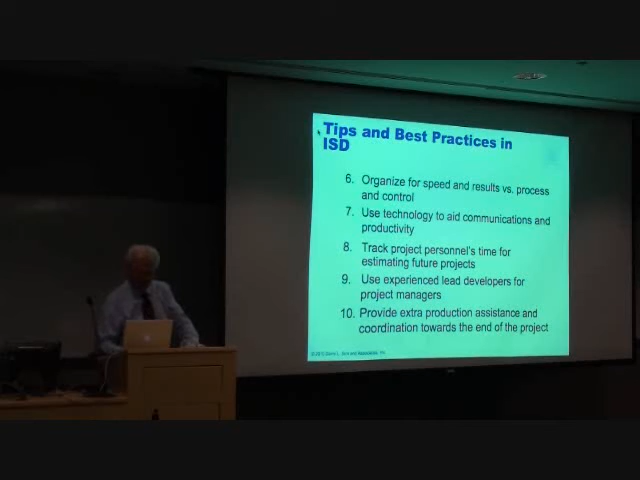 Tips and Best Practices in
ISD
6. Organize for speed and results vs. process
and control
7. Use technology to aid communications and
productivity
8. Track project personnel's time for
estimating future projects
9. Use experienced lead developers for
project managers
10. Provide extra production assistance and
coordination towards the end of the project